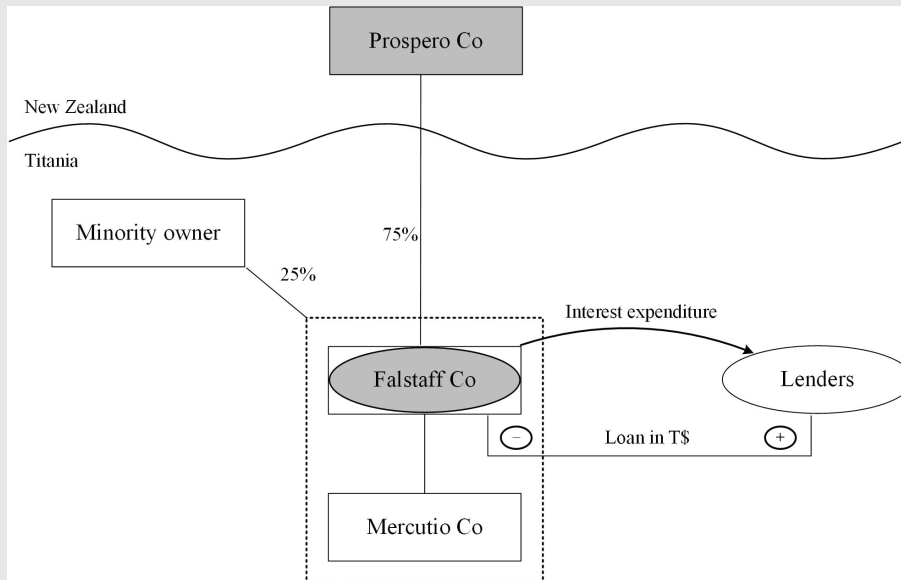 Prospero Co
New Zealand
Titania
Minority owner
75%
25%
Interest expenditure
Falstaff Co
Lenders
−
Loan in T$
+
Mercutio Co